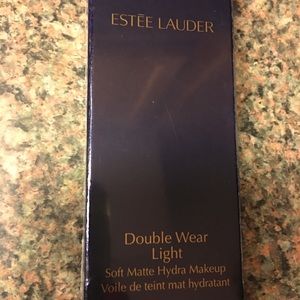 ESTĒE LAUDER
Double Wear
Light
Soft Matte Hydra Makeup
Voile de teint mat hydratant